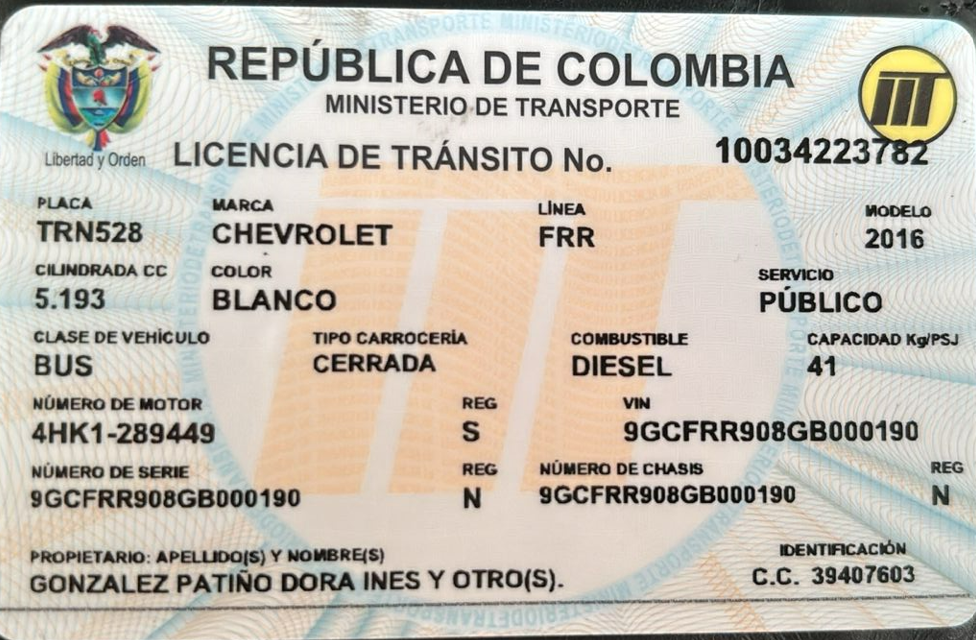 REPÚBLICA DE COLOMBIA
MINISTERIO DE TRANSPORTE
Libertad y Orden
LICENCIA DE TRÁNSITO No. 10034223782
PLACA MARCA LÍNEA MODELO
TRN528 CHEVROLET FRR 2016
CILINDRADA CC COLOR SERVICIO
5.193 BLANCO PÚBLICO
CLASE DE VEHÍCULO TIPO CARROCERÍA COMBUSTIBLE CAPACIDAD Kg/PSJ
BUS CERRADA DIESEL 41
NÚMERO DE MOTOR REG VIN
4HK1-289449 S 9GCFRR908GB000190
NÚMERO DE SERIE REG NÚMERO DE CHASIS REG
9GCFRR908GB000190 N 9GCFRR908GB000190 N
PROPIETARIO: APELLIDO(S) Y NOMBRE(S) IDENTIFICACIÓN
GONZALEZ PATIÑO DORA INES Y OTRO(S). C.C. 39407603